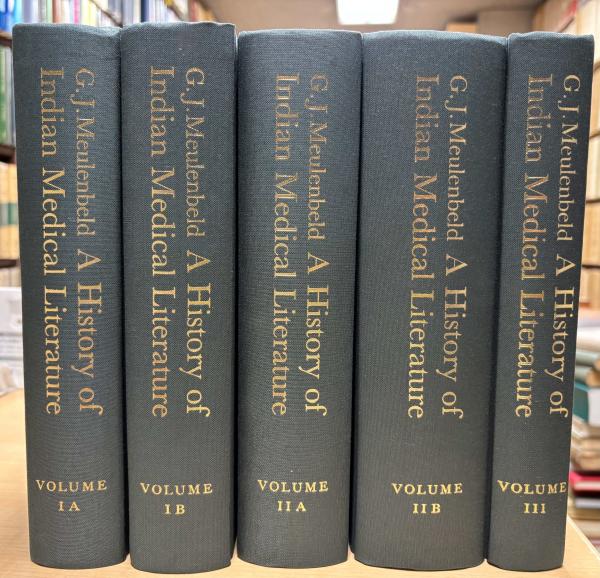 G. J. Meulenbeld A History of
Indian Medical Literature
VOLUME
IA
G. J. Meulenbeld A History of
Indian Medical Literature
VOLUME
IB
G. J. Meulenbeld A History of
Indian Medical Literature
VOLUME
IIA
G. J. Meulenbeld A History of
Indian Medical Literature
VOLUME
IIB
G. J. Meulenbeld A History of
Indian Medical Literature
VOLUME
III